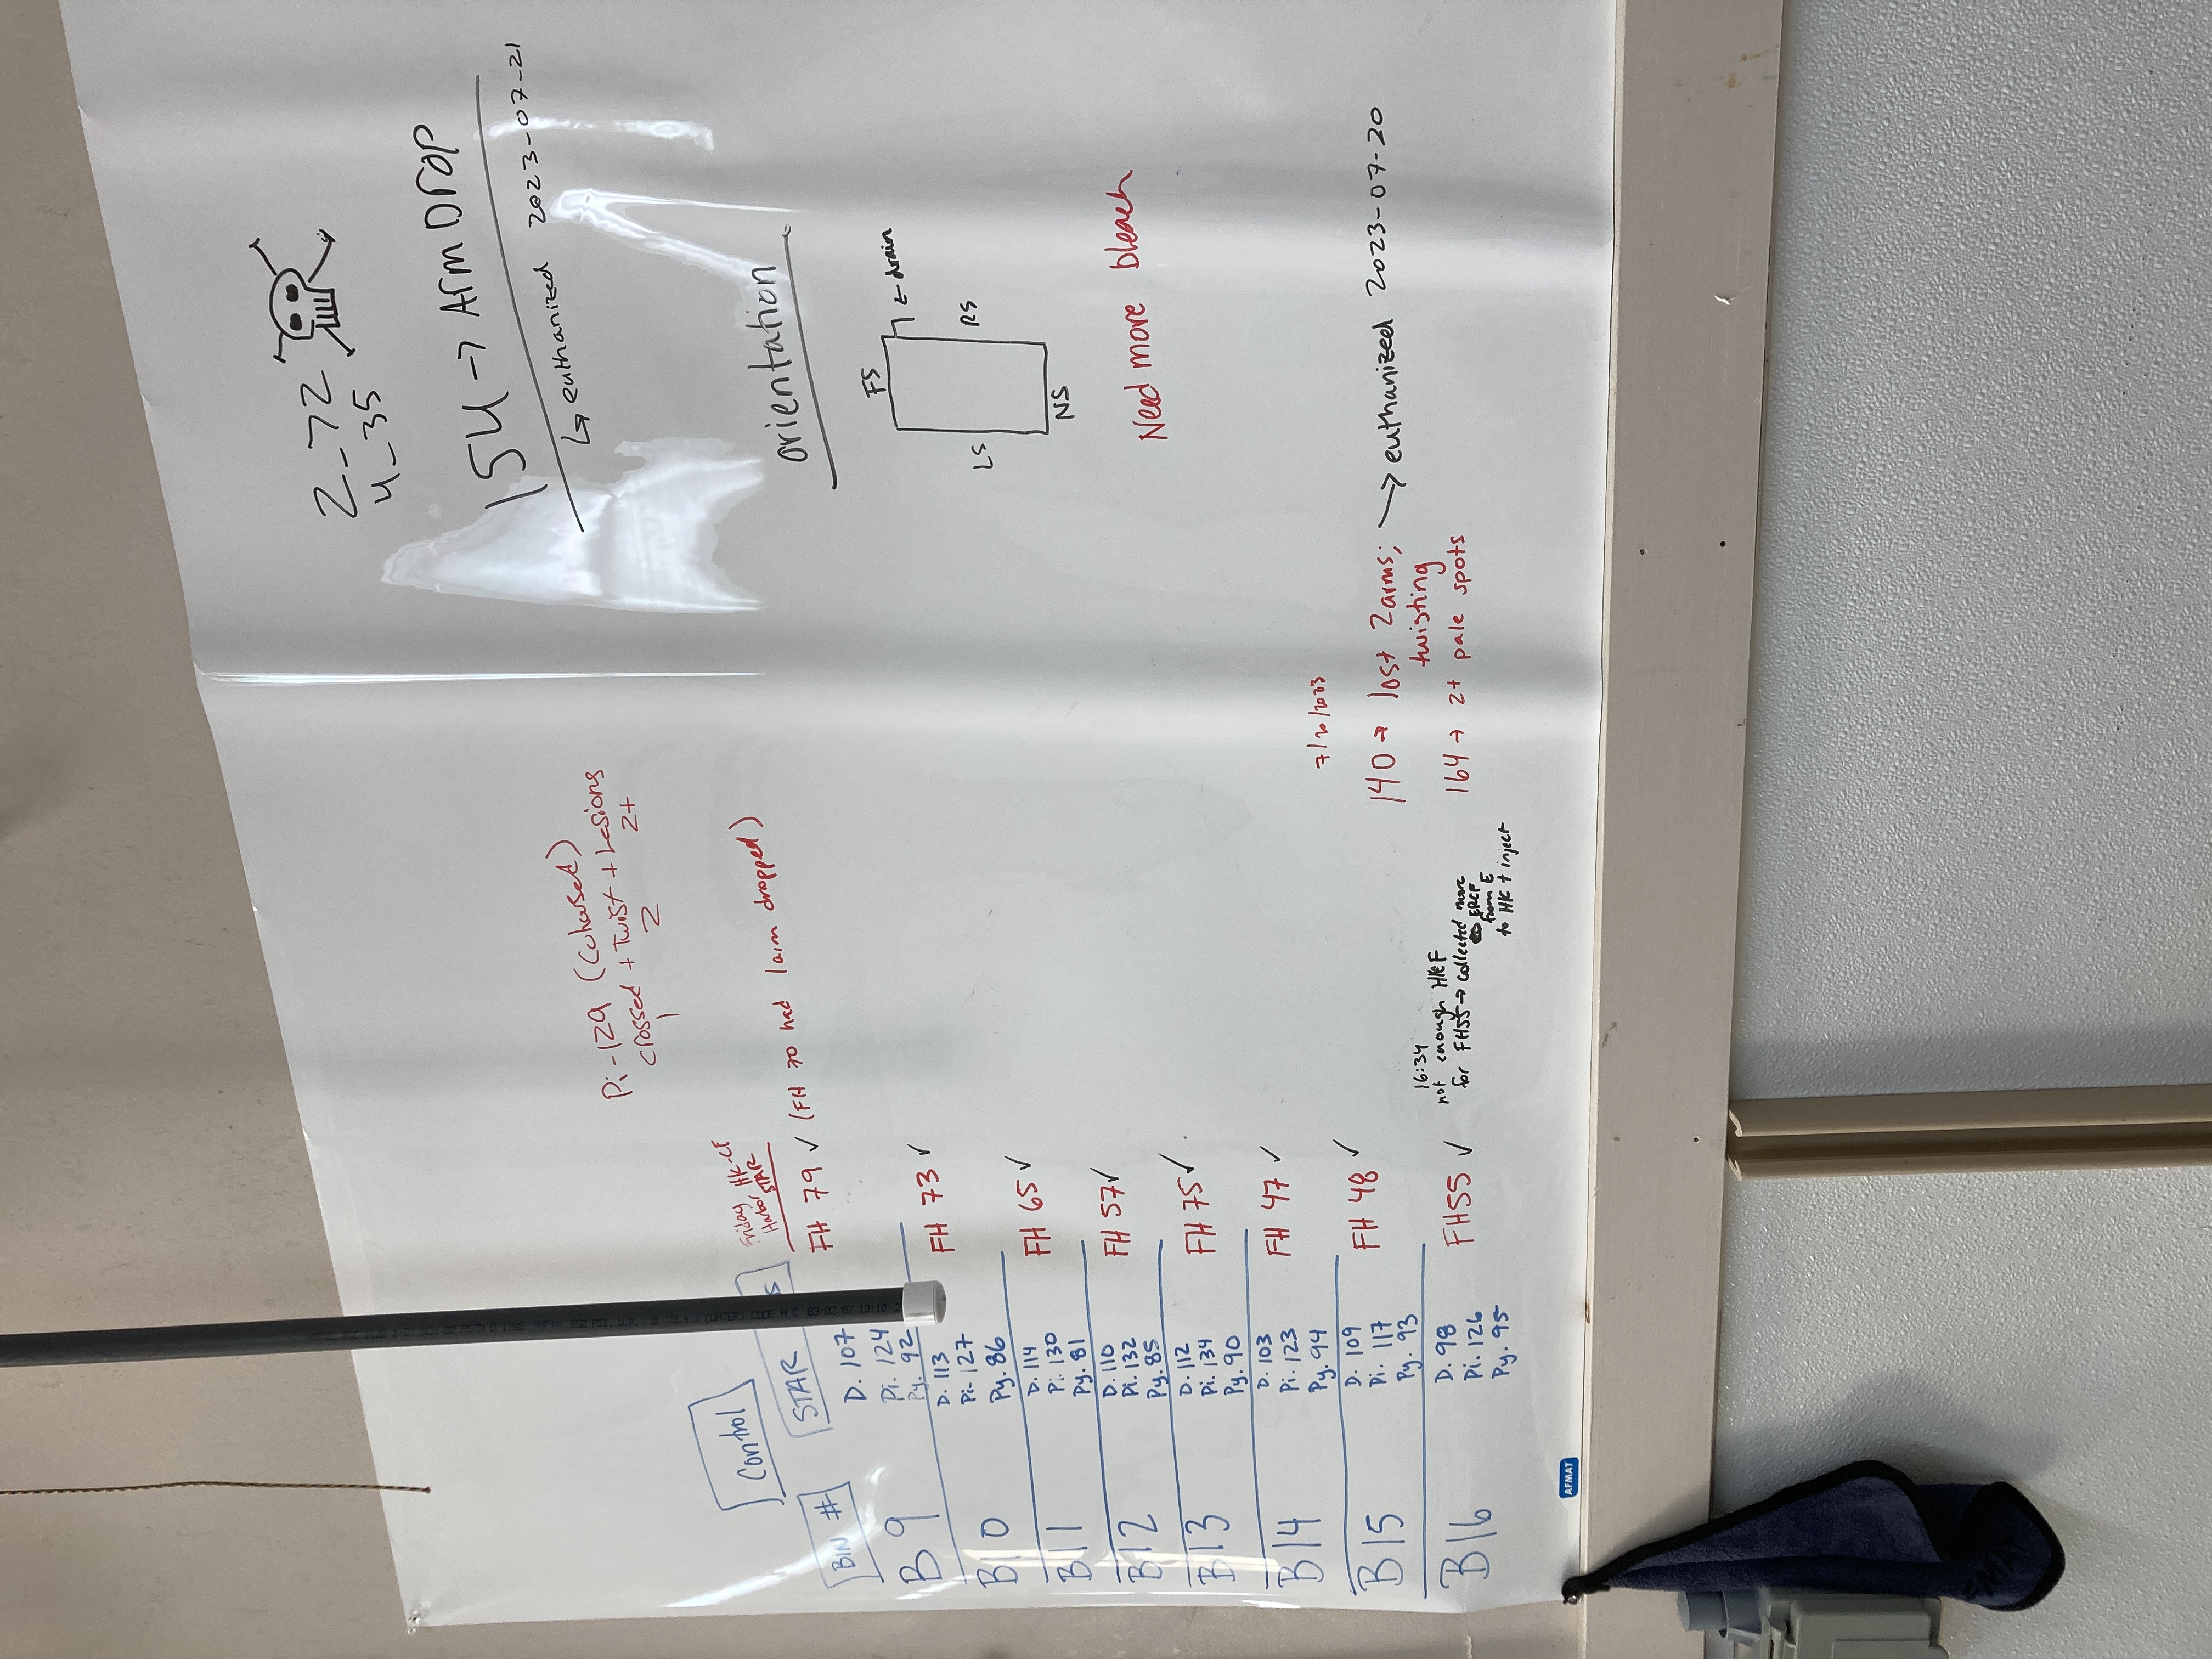 2_72
4_35
154 → Arm Drop
↳ euthanized 2023-07-21
Pi-129 (Cohoused)
crossed + Twist + Lesions
1 2 2+
Control
BIN #
STAR
Friday
Harbor HK-CF
STAR
B9
D. 107
Pi. 124
Py. 92
FH 79 ✓ (FH 70 had 1 arm dropped)
B10
D. 113
Pi- 127
Py. 86
FH 73 ✓
B11
D. 114
Pi. 130
Py. 81
FH 65 ✓
B12
D. 110
Pi. 132
Py. 85
FH 57 ✓
B13
D. 112
Pi. 134
Py. 90
FH 75 ✓
B14
D. 103
Pi. 123
Py. 94
FH 47 ✓
B15
D. 109
Pi. 117
Py. 93
FH 48 ✓
B16
D. 98
Pi. 126
Py. 95
FH55 ✓
16:34
not enough
for FH55 → collected more
ERCF
from E
to HK + inject
orientation
FS
← drain
LS
RS
NS
Need more bleach
7/20/2023
140 → lost 2 arms; → euthanized 2023-07-20
twisting
164 → 2+ pale spots
AFMAT